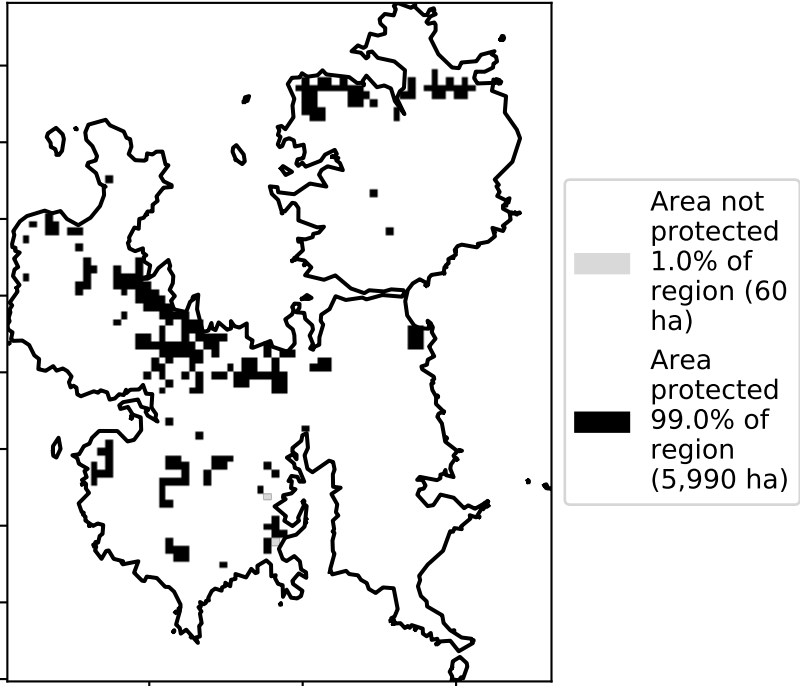 Area not
protected
1.0% of
region (60
ha)
Area
protected
99.0% of
region
(5,990 ha)